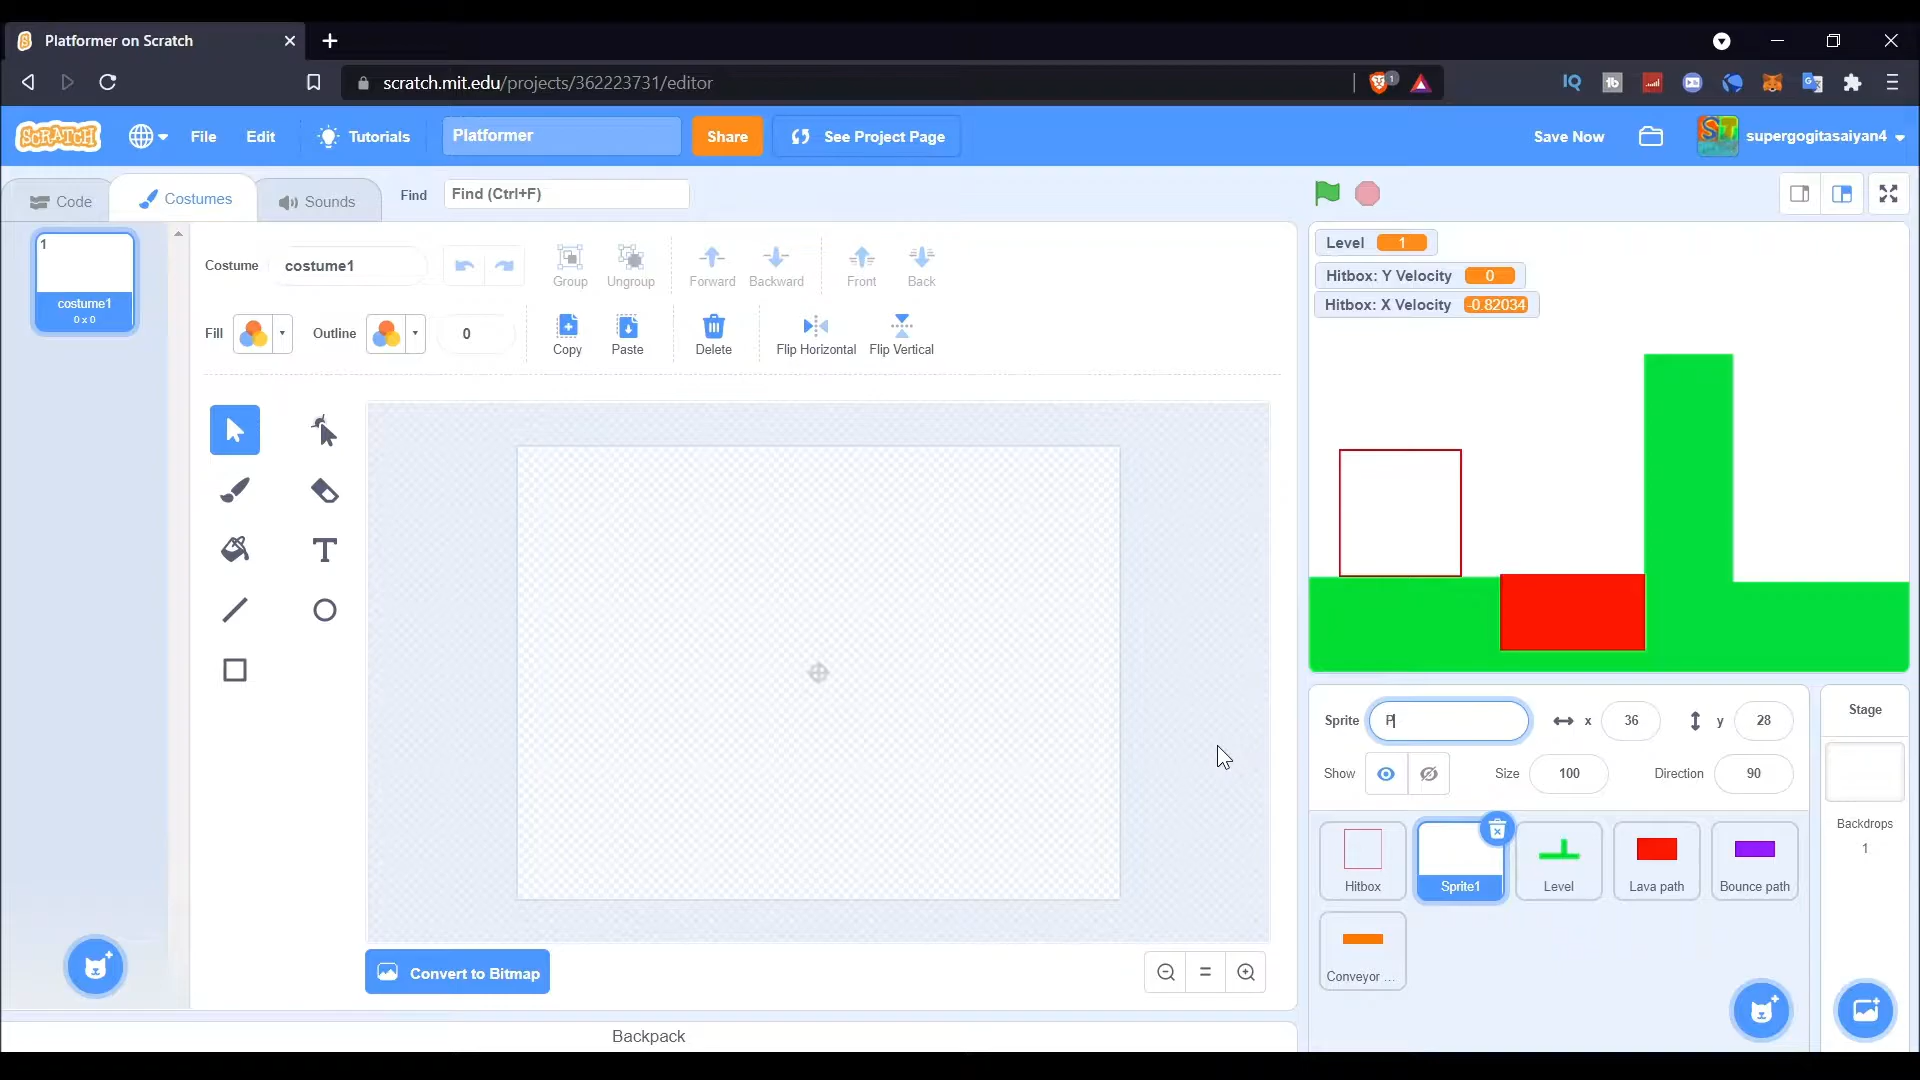 Platformer on Scratch
scratch.mit.edu/projects/362223731/editor
1
SCRATCH
File
Edit
Tutorials
Platformer
Share
See Project Page
Save Now
supergogitasaiyan4
Code
Costumes
Sounds
Find
Find (Ctrl+F)
1
costume1
0 x 0
Costume
costume1
Group
Ungroup
Forward
Backward
Front
Back
Fill
Outline
0
Copy
Paste
Delete
Flip Horizontal
Flip Vertical
Level 1
Hitbox: Y Velocity 0
Hitbox: X Velocity -0.82034
Sprite
P
x
36
y
28
Show
Size
100
Direction
90
Stage
Backdrops
1
Hitbox
Sprite1
Level
Lava path
Bounce path
Conveyor ...
Convert to Bitmap
Backpack